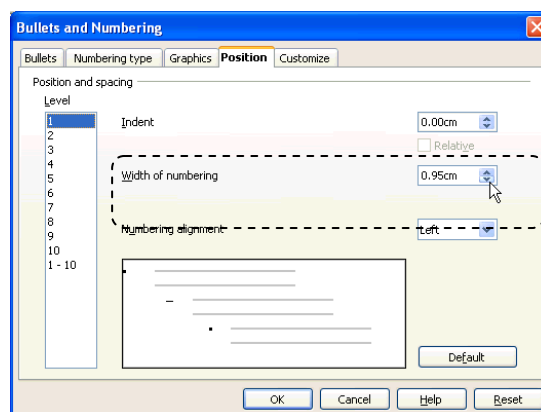 Bullets and Numbering
Bullets Numbering type Graphics Position Customize
Position and spacing
Level
1
2
3
4
5
6
7
8
9
10
1 - 10
Indent 0.00cm
Relative
Width of numbering 0.95cm
Numbering alignment Left
Default
OK Cancel Help Reset